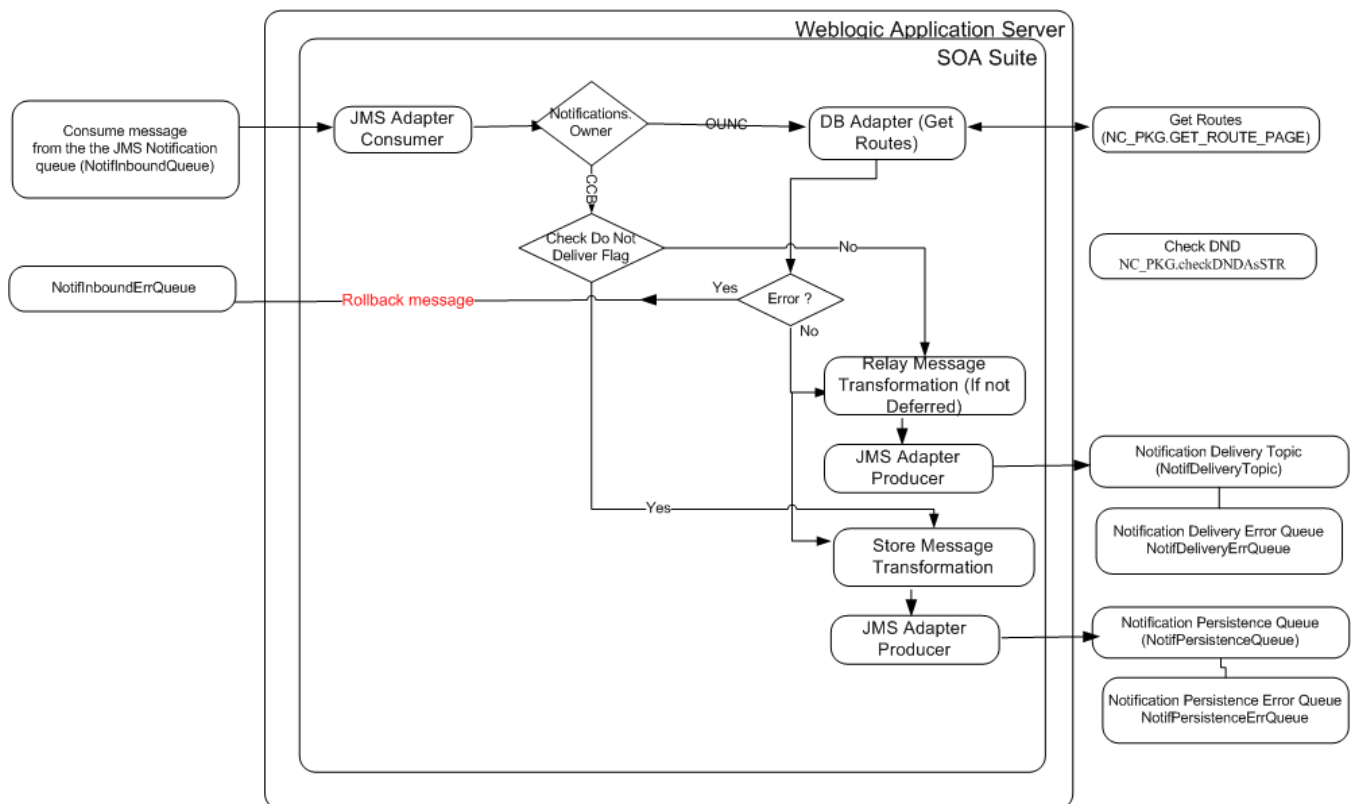 Weblogic Application Server
SOA Suite
Consume message
from the the JMS Notification
queue (NotifInboundQueue)
JMS Adapter
Consumer
Notifications.
Owner
OUNC
DB Adapter (Get
Routes)
Get Routes
(NC_PKG.GET_ROUTE_PAGE)
CCB
Check Do Not
Deliver Flag
No
Check DND
NC_PKG.checkDNDAsSTR
NotifInboundErrQueue
Rollback message
Yes
Error ?
No
Relay Message
Transformation (If not
Deferred)
JMS Adapter
Producer
Notification Delivery Topic
(NotifDeliveryTopic)
Yes
Notification Delivery Error Queue
NotifDeliveryErrQueue
Store Message
Transformation
JMS Adapter
Producer
Notification Persistence Queue
(NotifPersistenceQueue)
Notification Persistence Error Queue
NotifPersistenceErrQueue